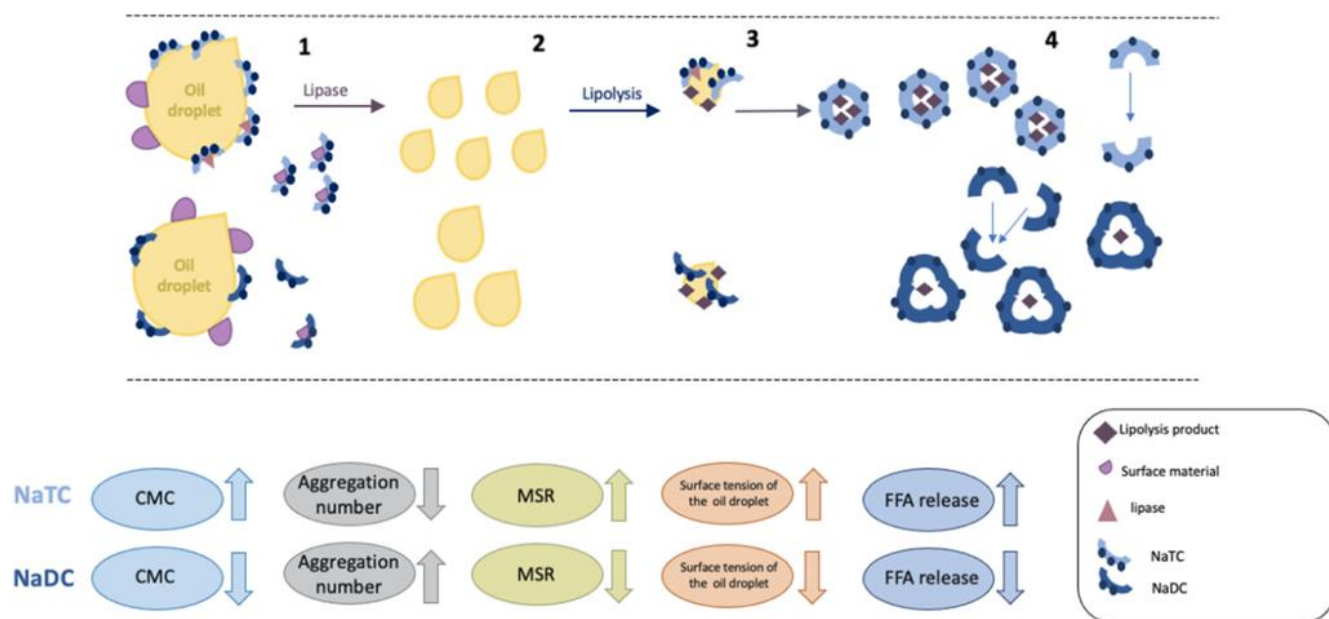 1
2
3
4
Oil
droplet
Lipase
Lipolysis
Oil
droplet
NaTC
CMC
Aggregation
number
MSR
Surface tension of
the oil droplet
FFA release
NaDC
CMC
Aggregation
number
MSR
Surface tension of
the oil droplet
FFA release
Lipolysis product
Surface material
lipase
NaTC
NaDC